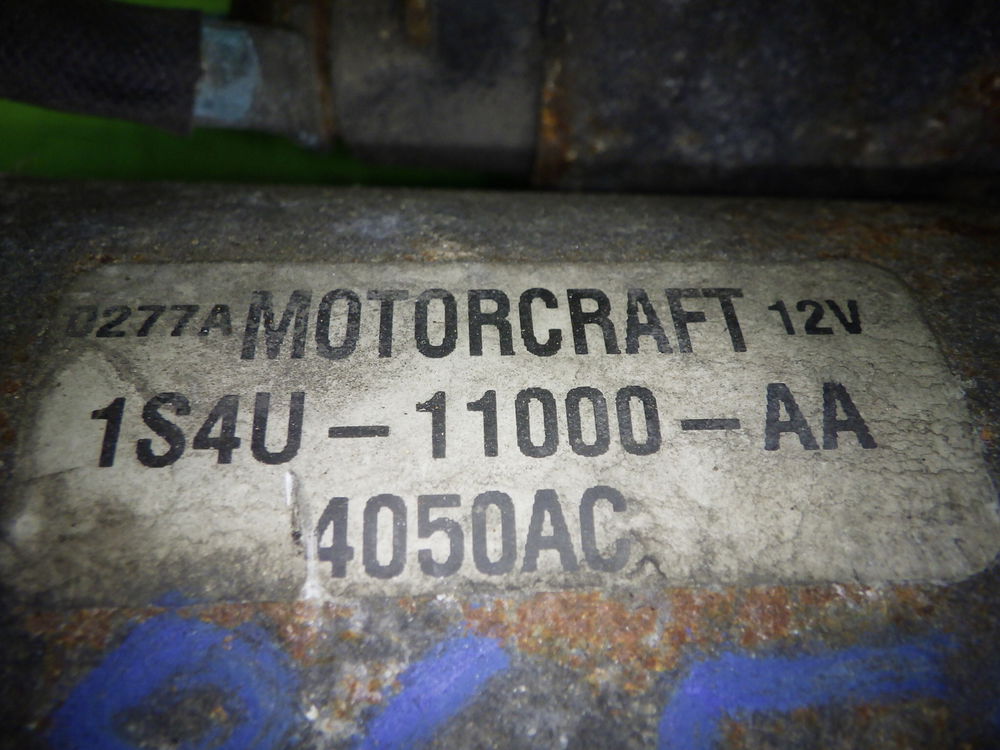 D277A MOTORCRAFT 12V
1S4U-11000-AA
4050AC